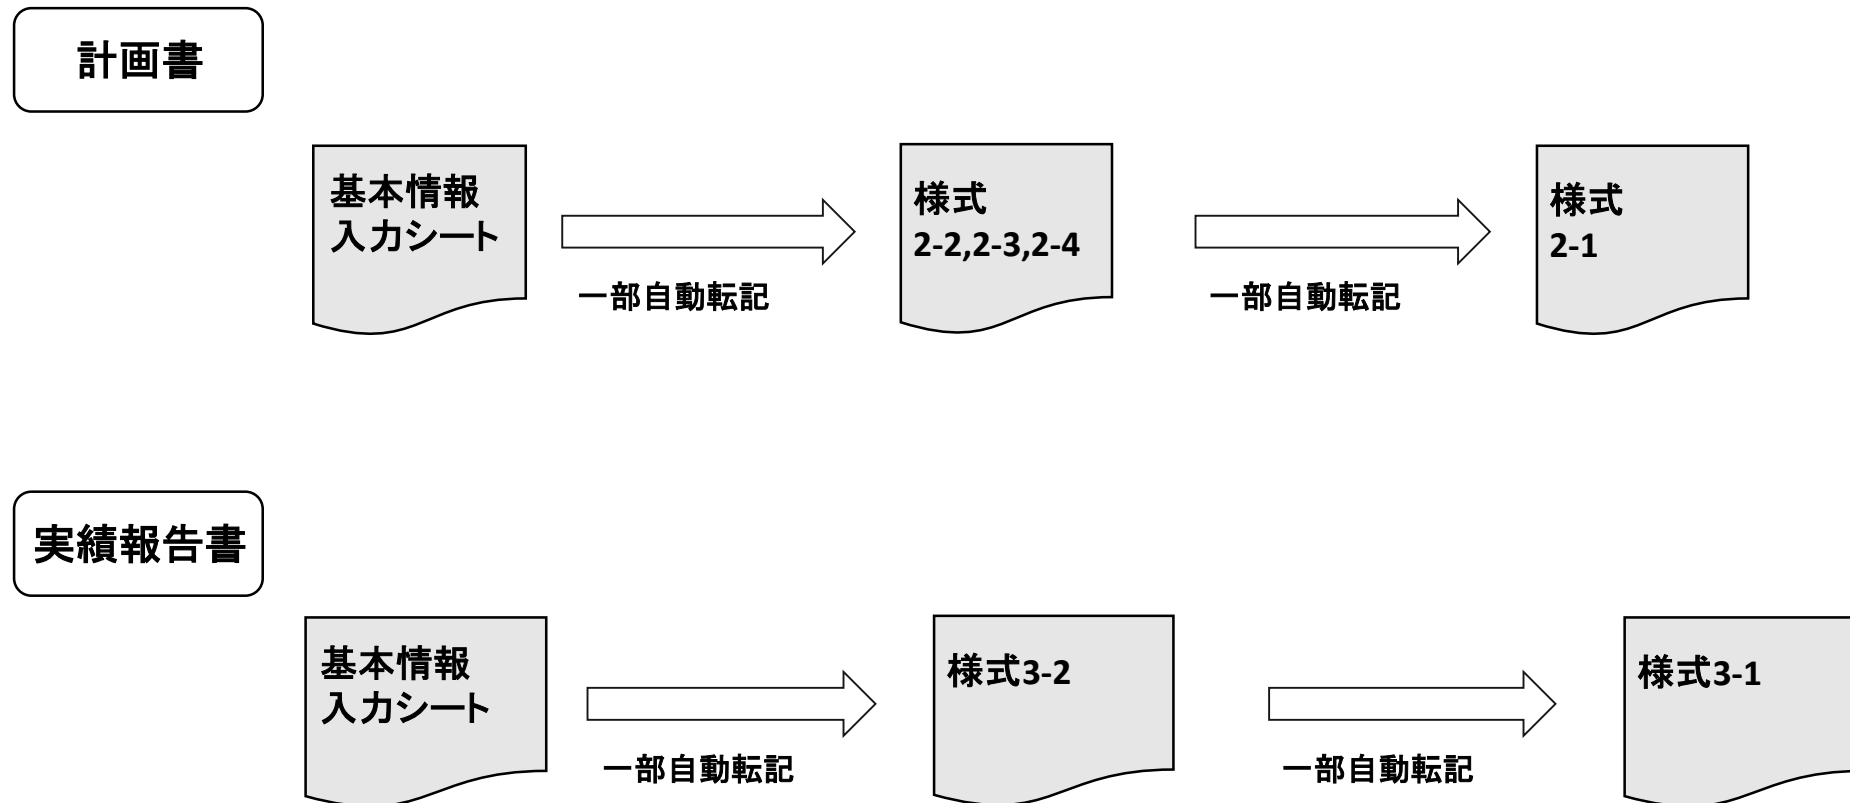 計画書
基本情報
入力シート
一部自動転記
様式
2-2,2-3,2-4
一部自動転記
様式
2-1
実績報告書
基本情報
入力シート
一部自動転記
様式3-2
一部自動転記
様式3-1